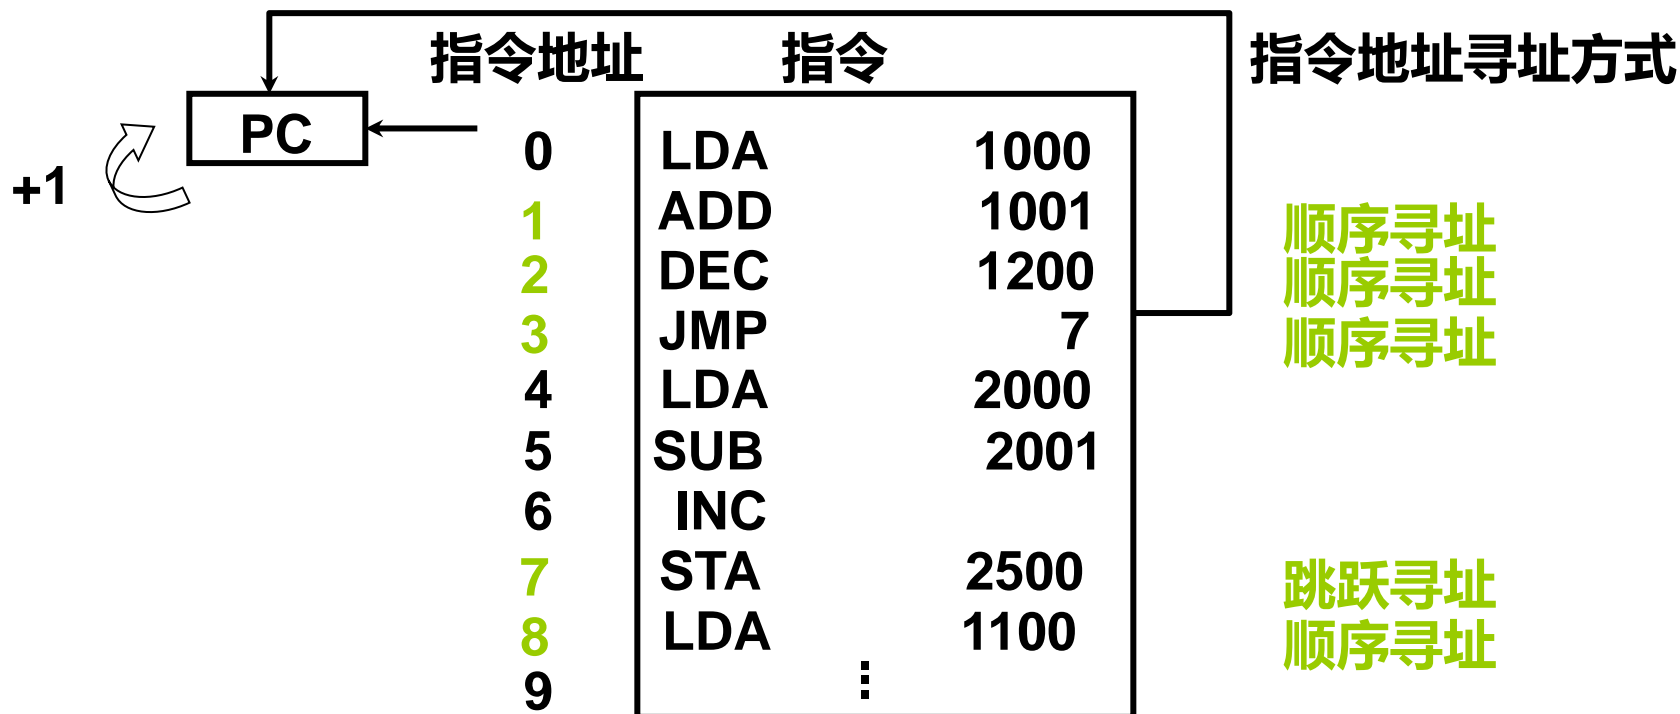 指令地址 指令 指令地址寻址方式
PC
+1
0 LDA 1000
1 ADD 1001 顺序寻址
2 DEC 1200 顺序寻址
3 JMP 7 顺序寻址
4 LDA 2000
5 SUB 2001
6 INC
7 STA 2500 跳跃寻址
8 LDA 1100 顺序寻址
9 ⋮